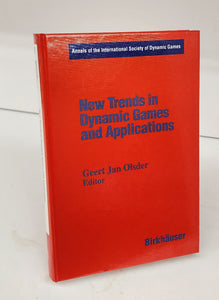 Annals of the International Society of Dynamic Games
New Trends in
Dynamic Games
and Applications
Geert Jan Olsder
Editor
Birkhäuser